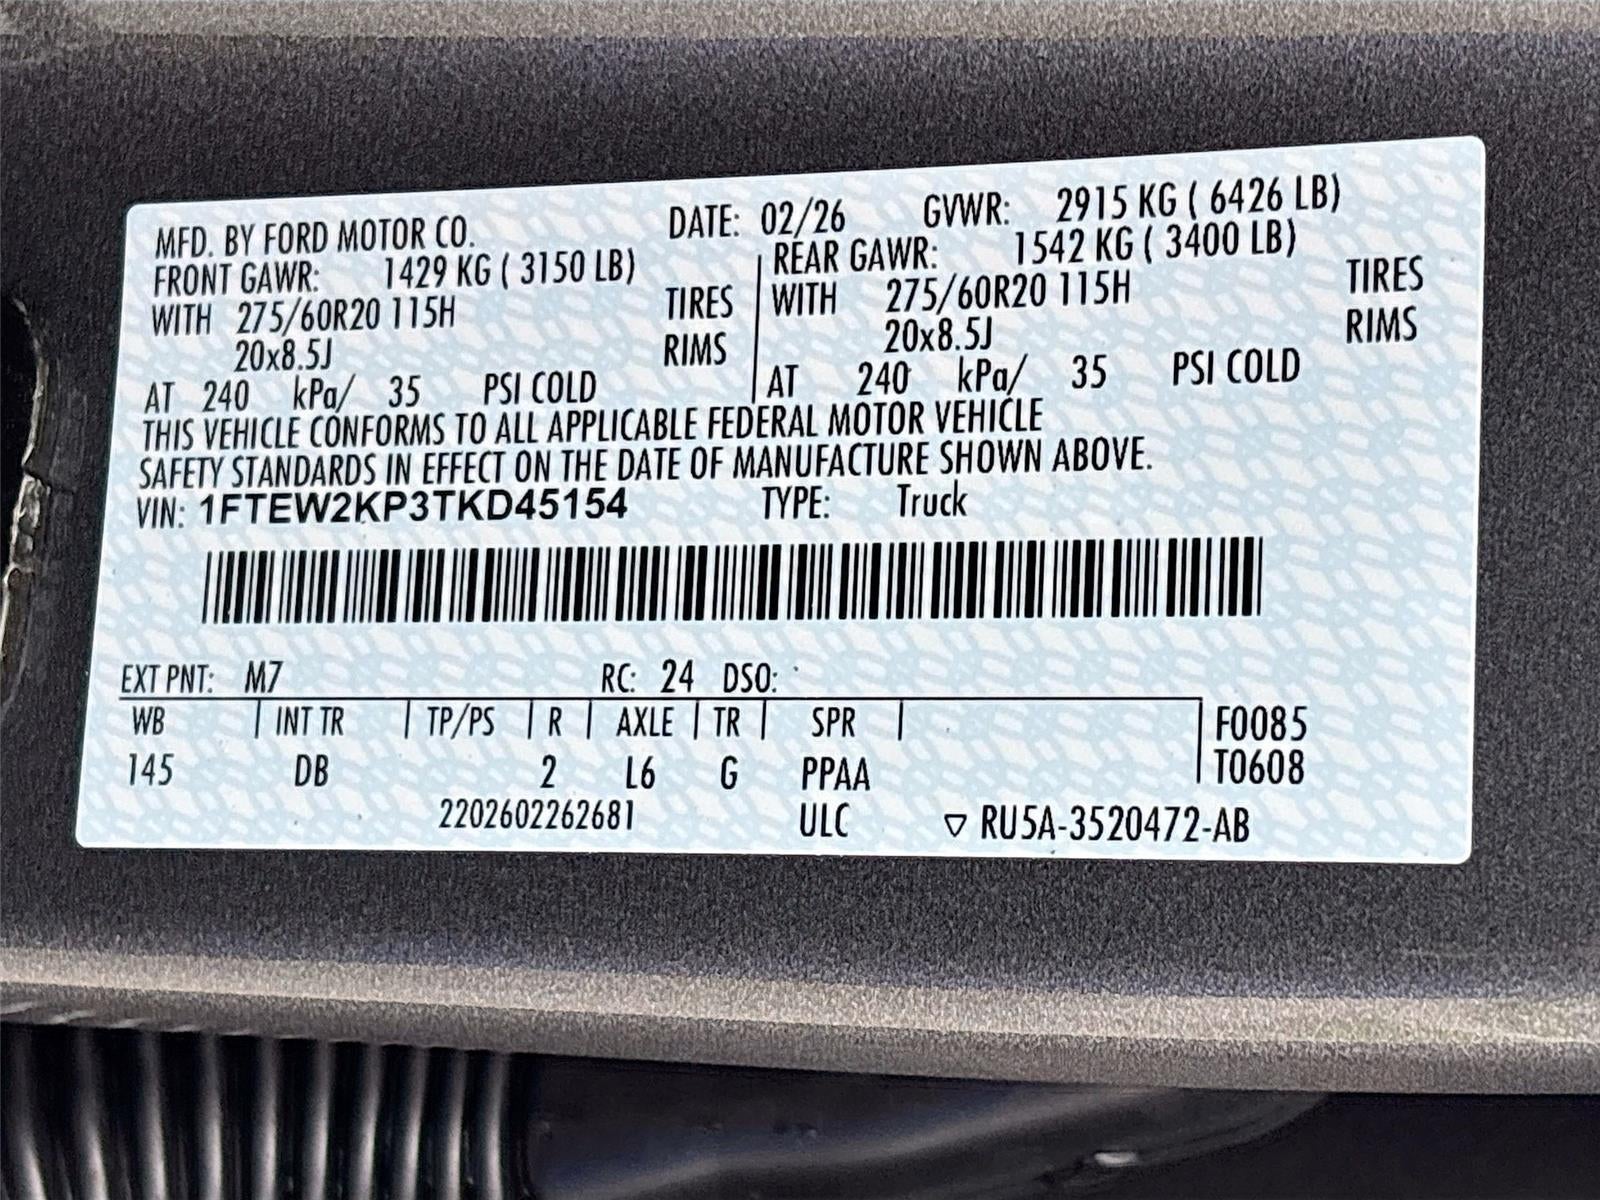 MFD. BY FORD MOTOR CO. DATE: 02/26 GVWR: 2915 KG ( 6426 LB)
FRONT GAWR: 1429 KG ( 3150 LB) REAR GAWR: 1542 KG ( 3400 LB)
WITH 275/60R20 115H TIRES WITH 275/60R20 115H TIRES
20x8.5J RIMS 20x8.5J RIMS
AT 240 kPa/ 35 PSI COLD AT 240 kPa/ 35 PSI COLD
THIS VEHICLE CONFORMS TO ALL APPLICABLE FEDERAL MOTOR VEHICLE
SAFETY STANDARDS IN EFFECT ON THE DATE OF MANUFACTURE SHOWN ABOVE.
VIN: 1FTEW2KP3TKD45154 TYPE: Truck
EXT PNT: M7 RC: 24 DSO:
WB | INT TR | TP/PS | R | AXLE | TR | SPR | F0085
145 DB 2 L6 G PPAA T0608
2202602262681 ULC ▽ RU5A-3520472-AB